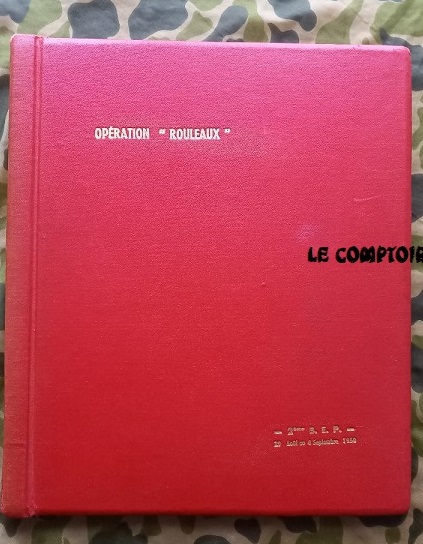 OPÉRATION " ROULEAUX "
LE COMPTOIR
— 2ème B. E. P. —
29 Août au 4 Septembre